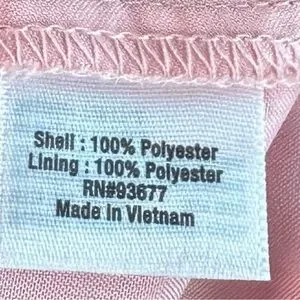 Shell : 100% Polyester
Lining : 100% Polyester
RN#93677
Made in Vietnam